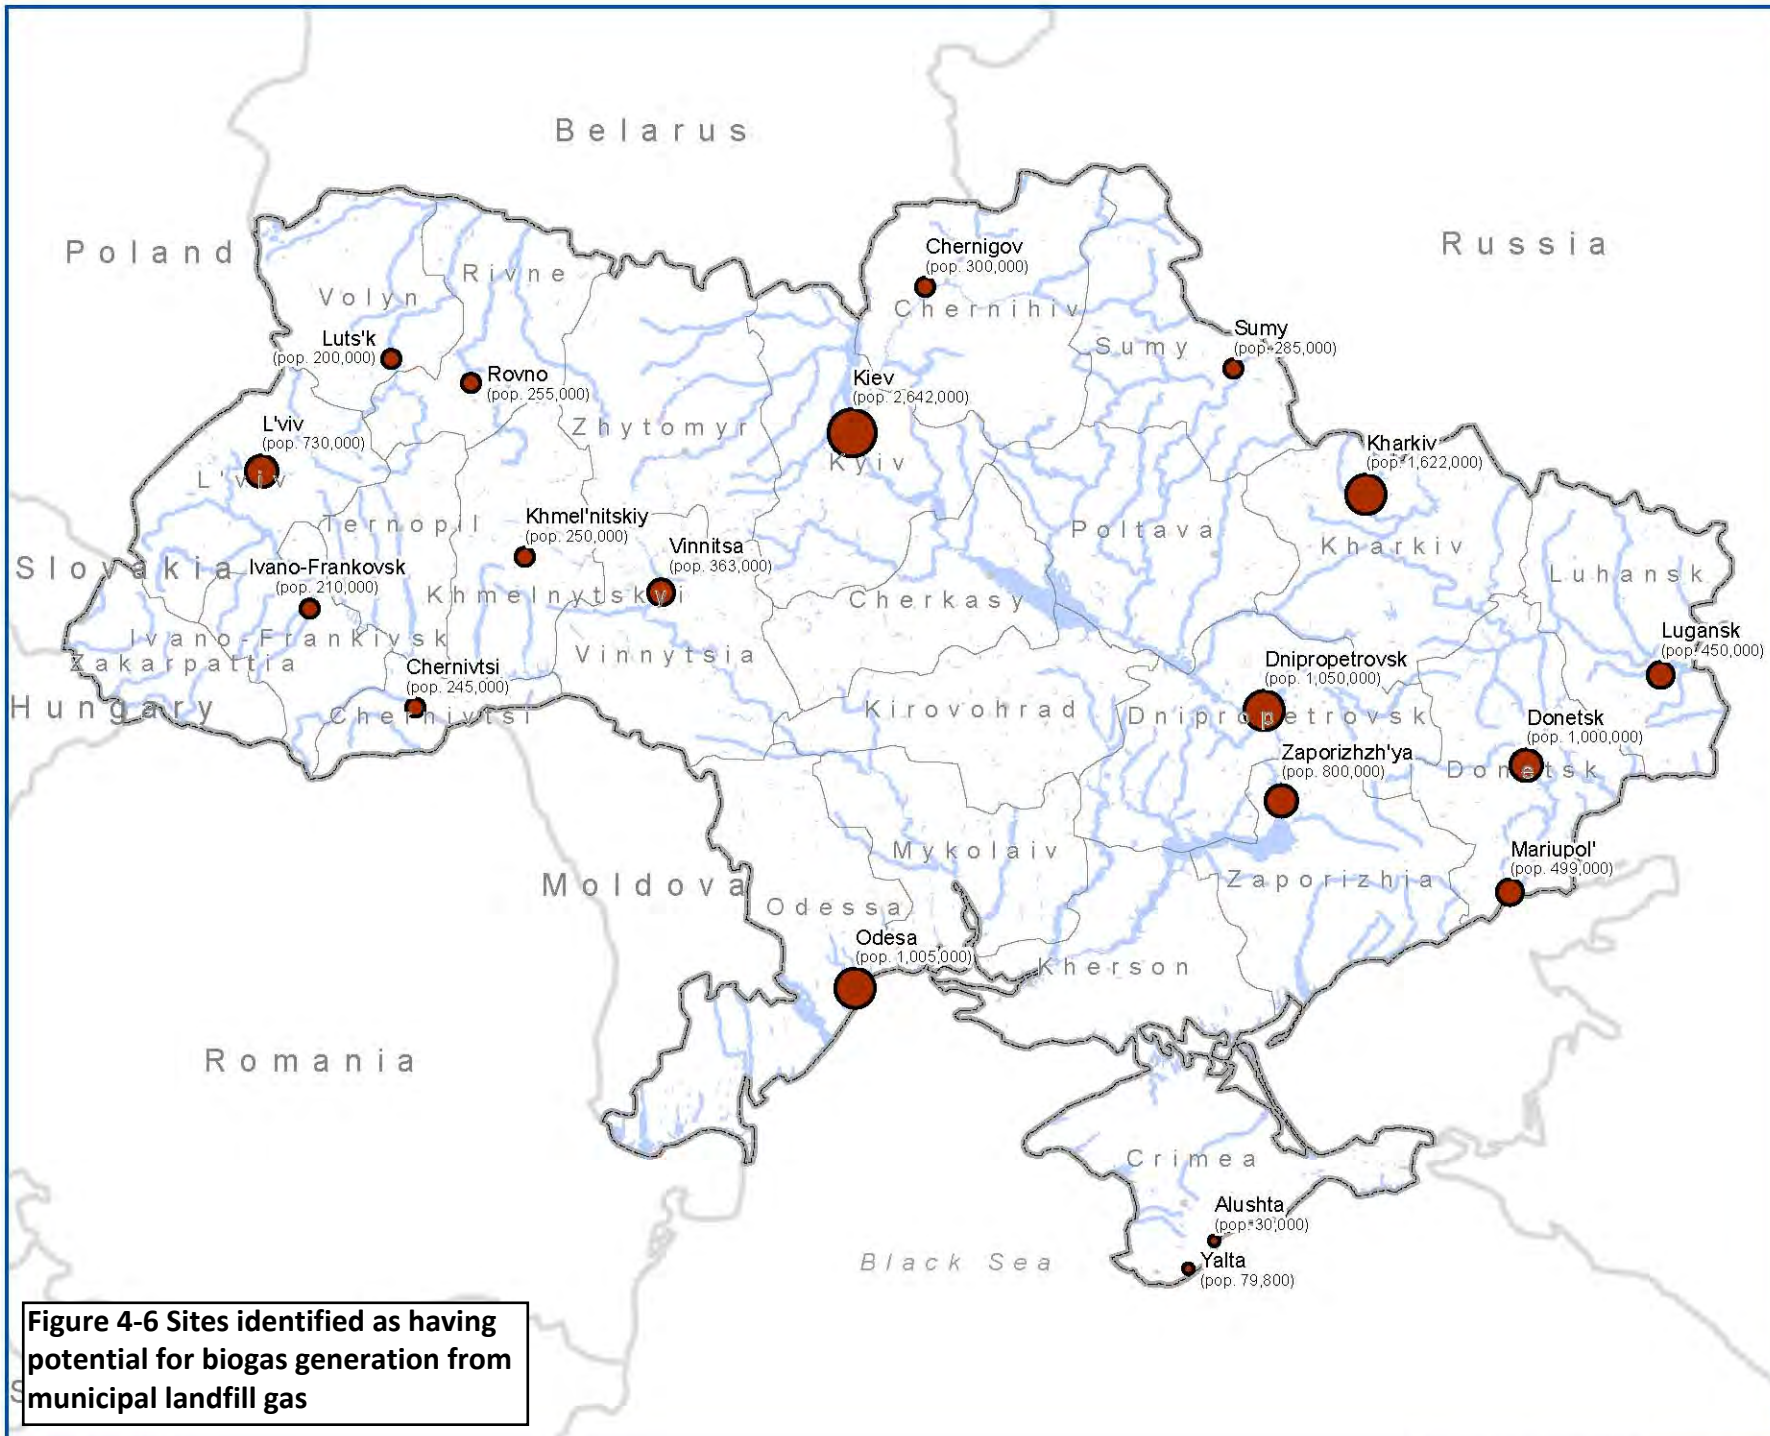 Belarus
Poland
Russia
Chernigov
(pop. 300,000)
Rivne
Volyn
Chernihiv
Sumy
(pop. 285,000)
Luts'k
(pop. 200,000)
Sumy
Rovno
(pop. 255,000)
Kiev
(pop. 2,642,000)
L'viv
(pop. 730,000)
Zhytomyr
Kharkiv
(pop. 1,622,000)
Kyiv
L'viv
Ternopil
Khmel'nitskiy
(pop. 250,000)
Poltava
Kharkiv
Vinnitsa
(pop. 363,000)
Slovakia
Ivano-Frankovsk
(pop. 210,000)
Luhansk
Khmelnytskyi
Cherkasy
Ivano-Frankivsk
Lugansk
(pop. 450,000)
Zakarpattia
Vinnytsia
Chernivtsi
(pop. 245,000)
Dnipropetrovsk
(pop. 1,050,000)
Hungary
Chernivtsi
Kirovohrad
Dnipropetrovsk
Donetsk
(pop. 1,000,000)
Zaporizhzh'ya
(pop. 800,000)
Donetsk
Mykolaiv
Mariupol'
(pop. 499,000)
Moldova
Zaporizhia
Odessa
Odesa
(pop. 1,005,000)
Kherson
Romania
Crimea
Alushta
(pop. 30,000)
Black Sea
Yalta
(pop. 79,800)
Figure 4-6 Sites identified as having
potential for biogas generation from
municipal landfill gas